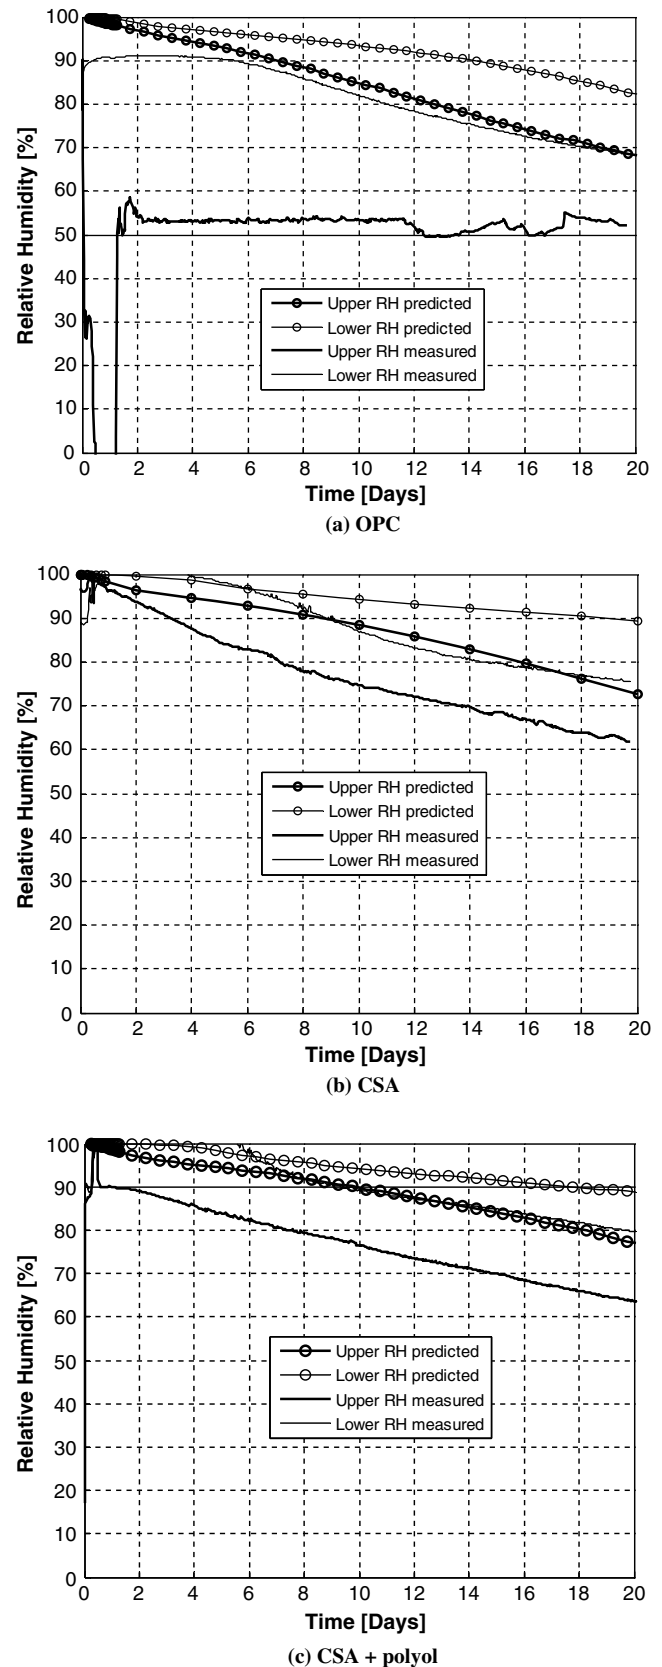 100
90
80
70
60
50
40
30
20
10
0
Relative Humidity [%]
Upper RH predicted
Lower RH predicted
Upper RH measured
Lower RH measured
0 2 4 6 8 10 12 14 16 18 20
Time [Days]
(a) OPC
100
90
80
70
60
50
40
30
20
10
0
Relative Humidity [%]
Upper RH predicted
Lower RH predicted
Upper RH measured
Lower RH measured
0 2 4 6 8 10 12 14 16 18 20
Time [Days]
(b) CSA
100
90
80
70
60
50
40
30
20
10
0
Relative Humidity [%]
Upper RH predicted
Lower RH predicted
Upper RH measured
Lower RH measured
0 2 4 6 8 10 12 14 16 18 20
Time [Days]
(c) CSA + polyol